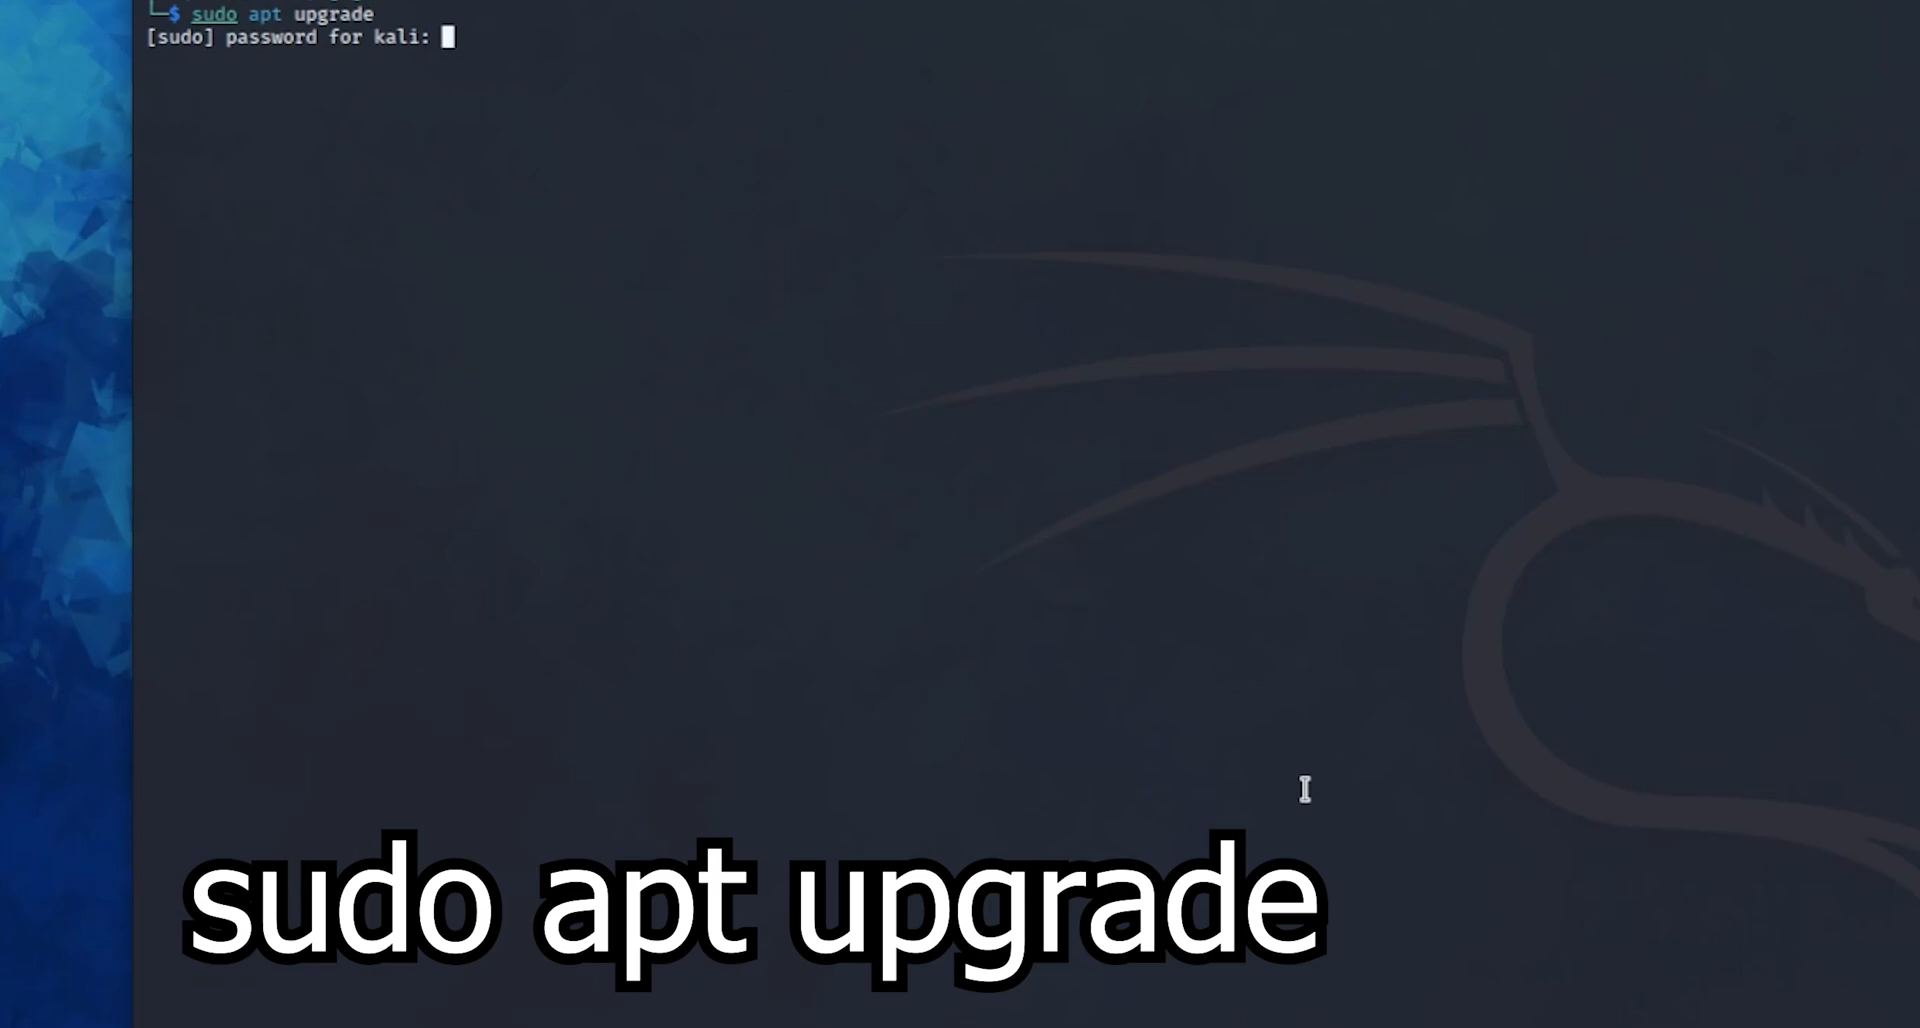 └─$ sudo apt upgrade
[sudo] password for kali:
sudo apt upgrade